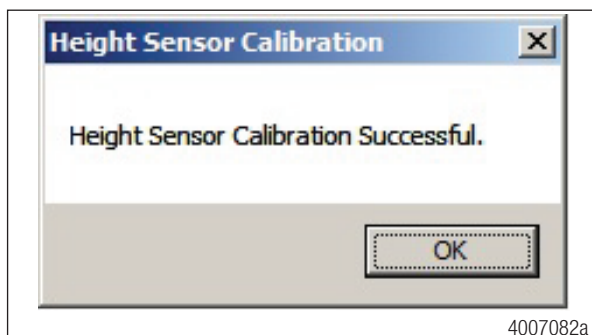 Height Sensor Calibration
Height Sensor Calibration Successful.
OK
4007082a